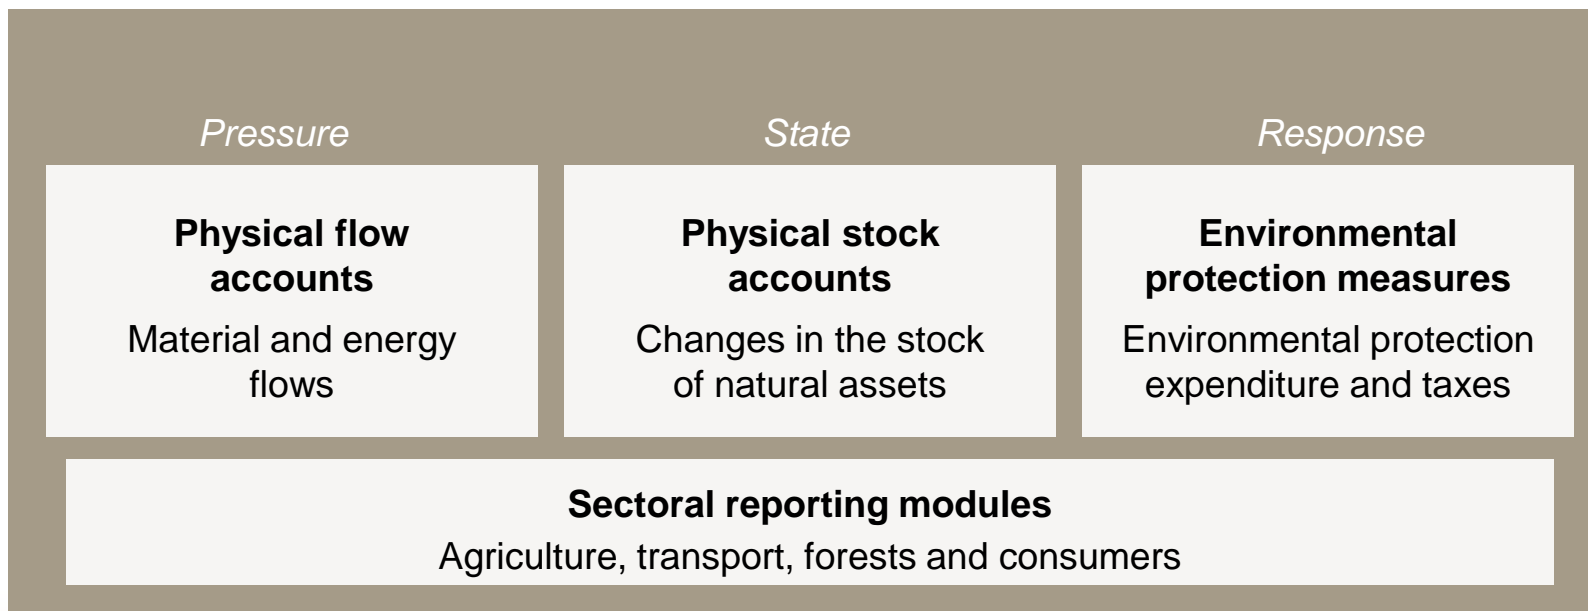 Pressure
State
Response
Physical flow
accounts
Material and energy
flows
Physical stock
accounts
Changes in the stock
of natural assets
Environmental
protection measures
Environmental protection
expenditure and taxes
Sectoral reporting modules
Agriculture, transport, forests and consumers